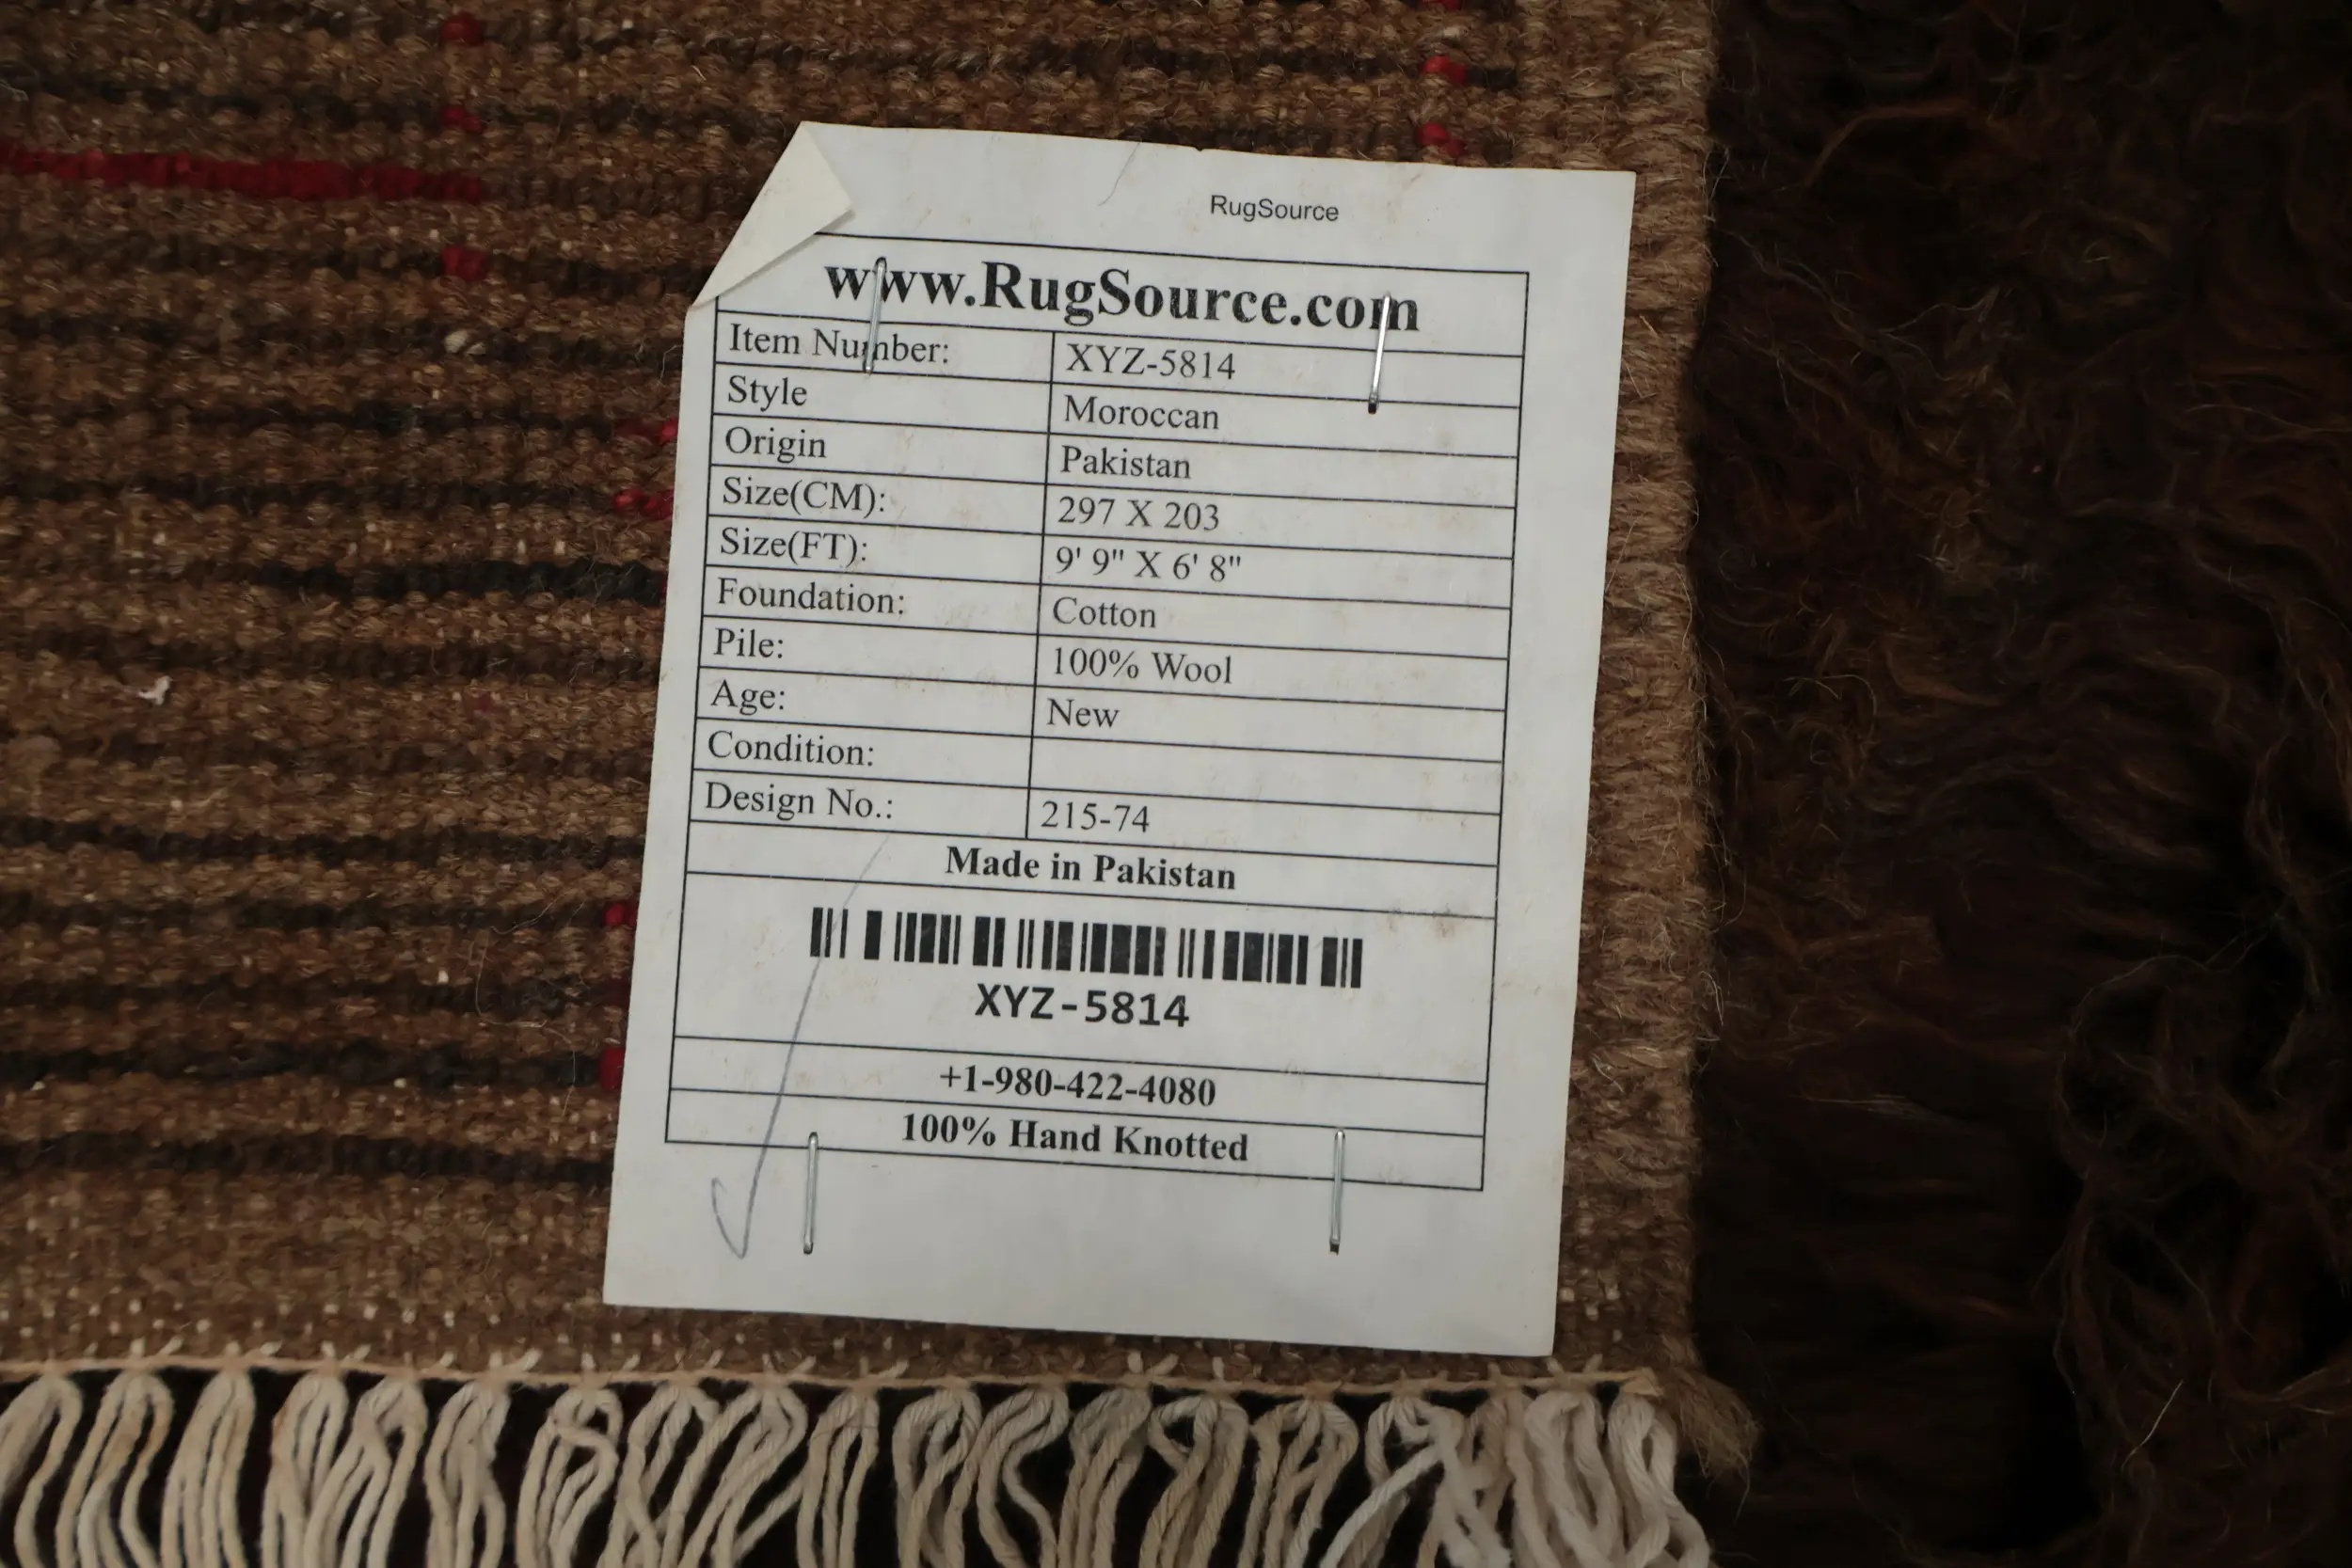 RugSource
www.RugSource.com
Item Number: XYZ-5814
Style Moroccan
Origin Pakistan
Size(CM): 297 X 203
Size(FT): 9' 9" X 6' 8"
Foundation: Cotton
Pile: 100% Wool
Age: New
Condition:
Design No.: 215-74
Made in Pakistan
XYZ-5814
+1-980-422-4080
100% Hand Knotted